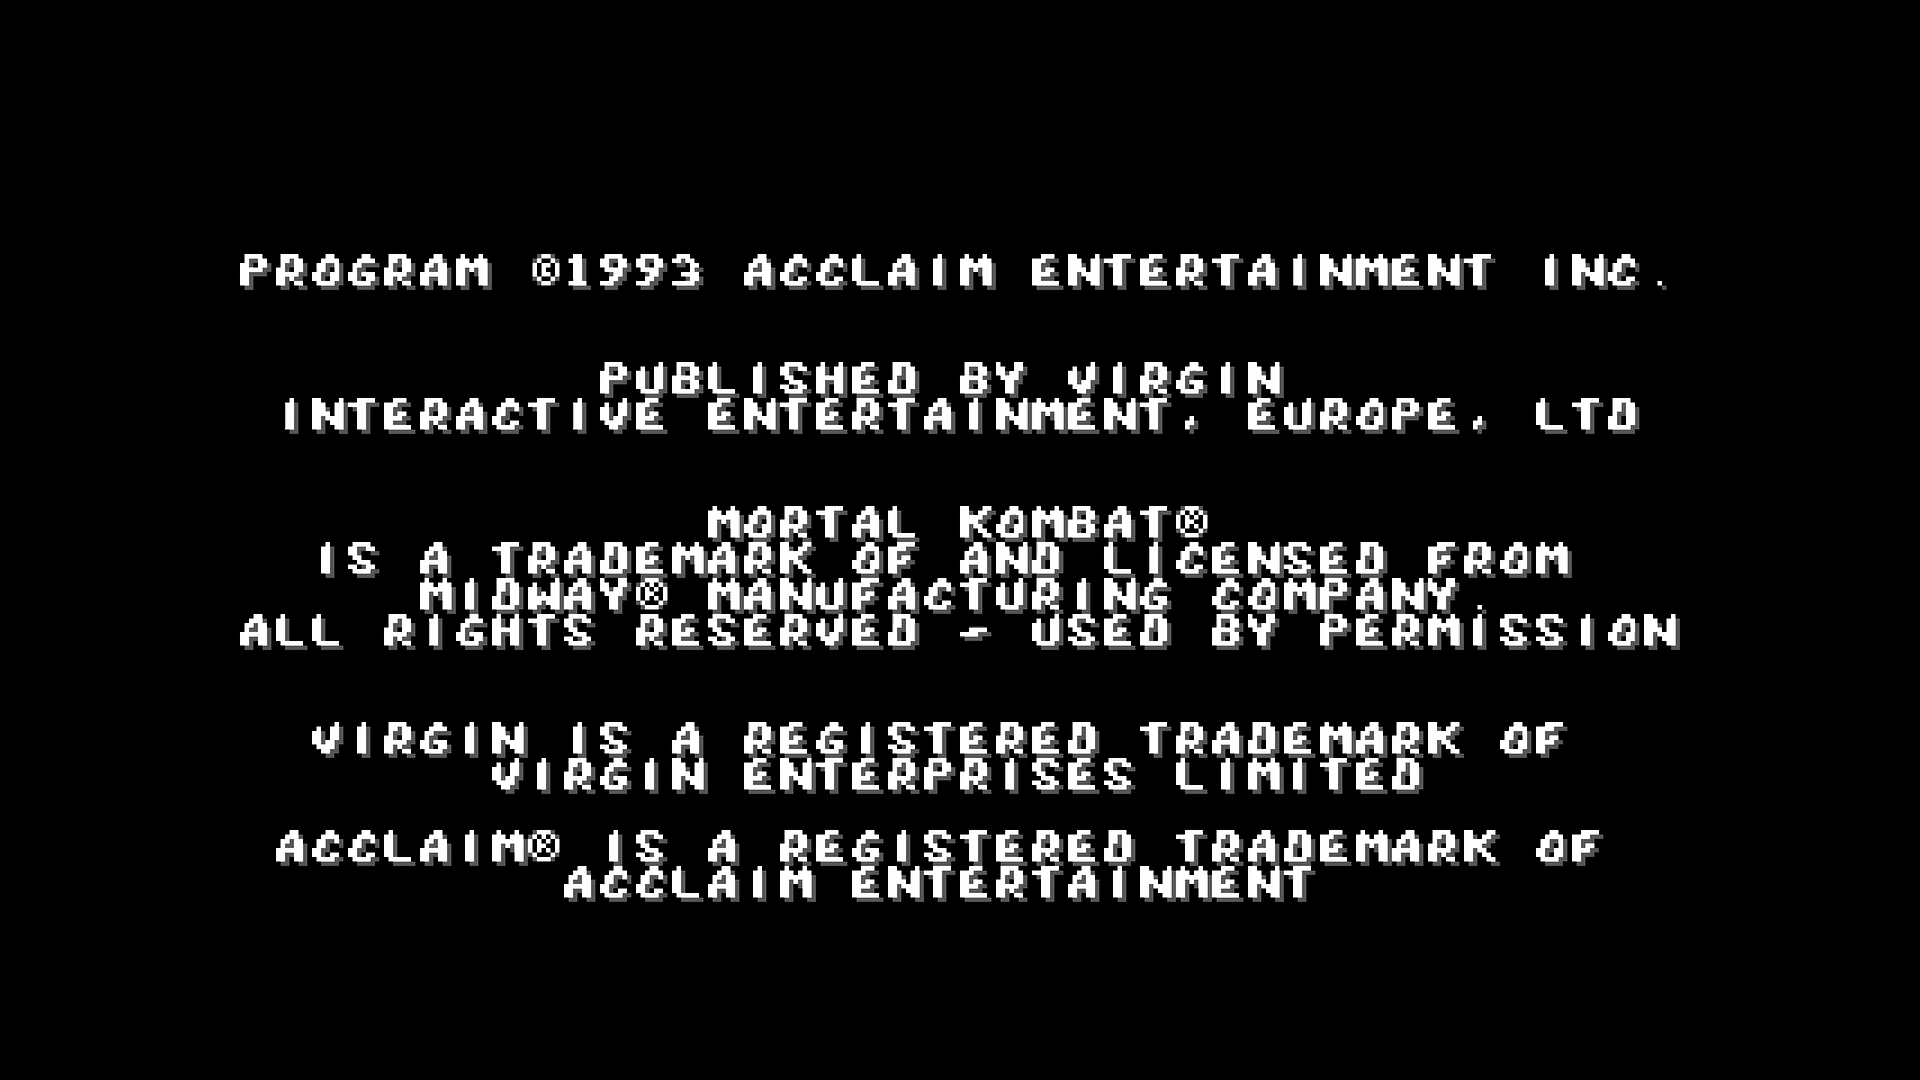 PROGRAM ©1993 ACCLAIM ENTERTAINMENT INC.
PUBLISHED BY VIRGIN
INTERACTIVE ENTERTAINMENT, EUROPE, LTD
MORTAL KOMBAT®
IS A TRADEMARK OF AND LICENSED FROM
MIDWAY® MANUFACTURING COMPANY
ALL RIGHTS RESERVED - USED BY PERMISSION
VIRGIN IS A REGISTERED TRADEMARK OF
VIRGIN ENTERPRISES LIMITED
ACCLAIM® IS A REGISTERED TRADEMARK OF
ACCLAIM ENTERTAINMENT